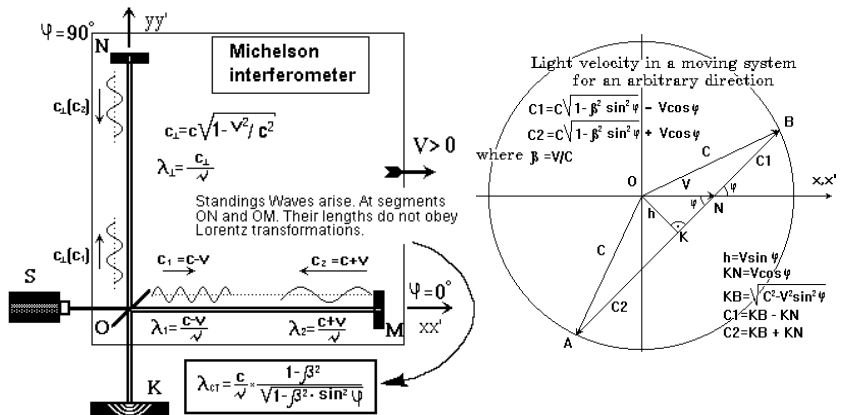 yy'
φ=90°
N
Michelson
interferometer
c⊥(c₂)
c⊥=c√1-v²/c²
λ⊥=c⊥/ν
V>0
Standings Waves arise. At segments
ON and OM. Their lengths do not obey
Lorentz transformations.
c⊥(c₁)
c₁=c-v
c₂=c+v
S
φ=0°
O
λ₁=c-v/ν
λ₂=c+v/ν
M
xx'
K
λCT=c/ν×1-β²/√1-β²·sin²φ
Light velocity in a moving system
for an arbitrary direction
C1=C√1-β² sin²φ - Vcosφ
C2=C√1-β² sin²φ + Vcosφ
where β=V/C
B
C
C1
O
V
φ
x,x'
φ
N
h
K
C
C2
A
h=Vsin φ
KN=Vcosφ
KB=√C²-V²sin²φ
C1=KB - KN
C2=KB + KN